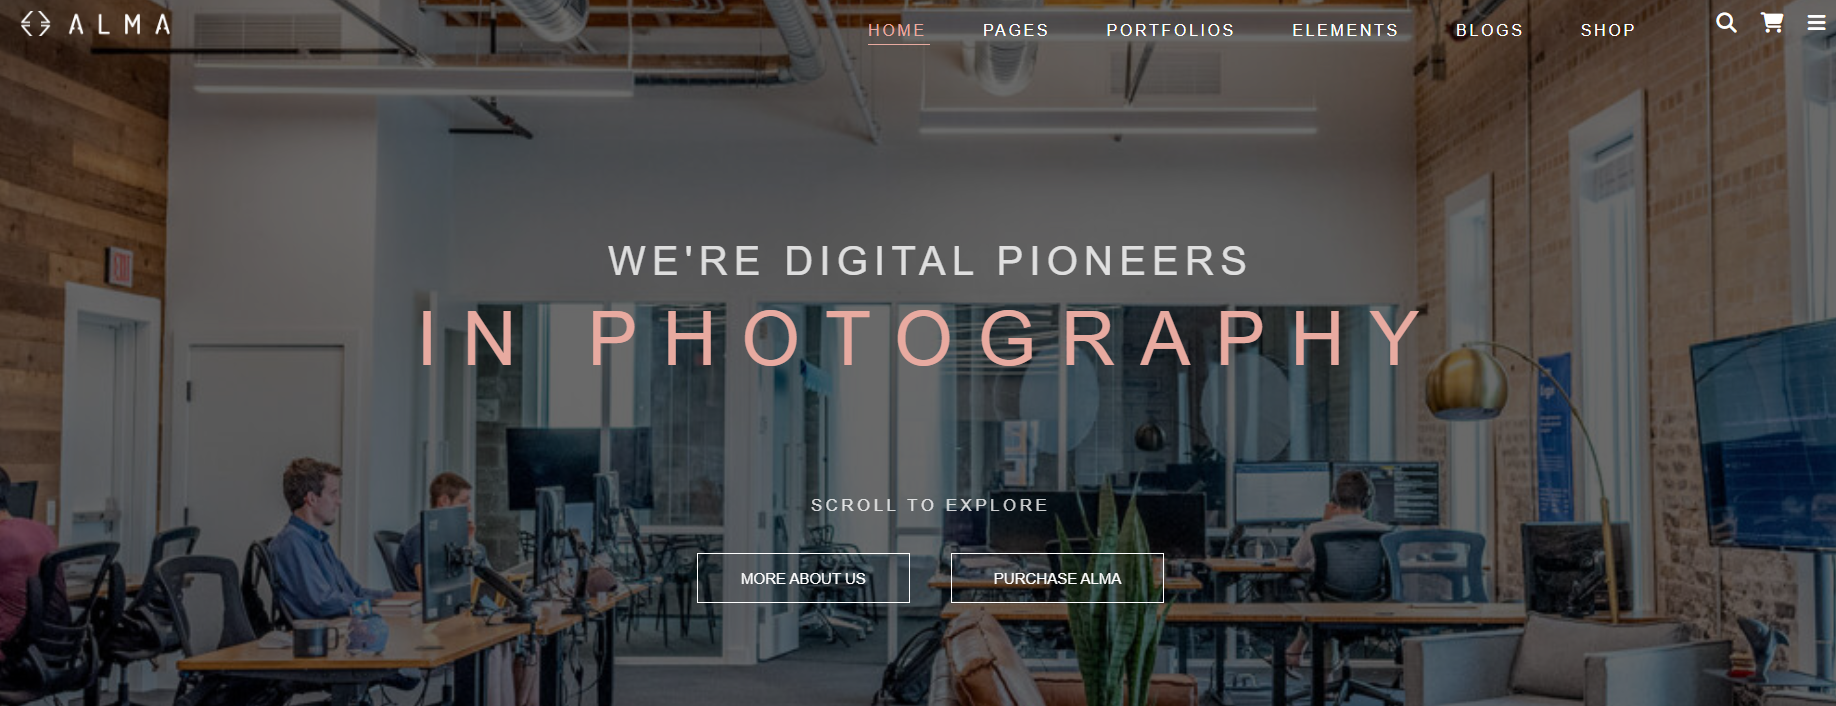 ALMA
HOME PAGES PORTFOLIOS ELEMENTS BLOGS SHOP
EXIT
WE'RE DIGITAL PIONEERS
IN PHOTOGRAPHY
SCROLL TO EXPLORE
MORE ABOUT US PURCHASE ALMA